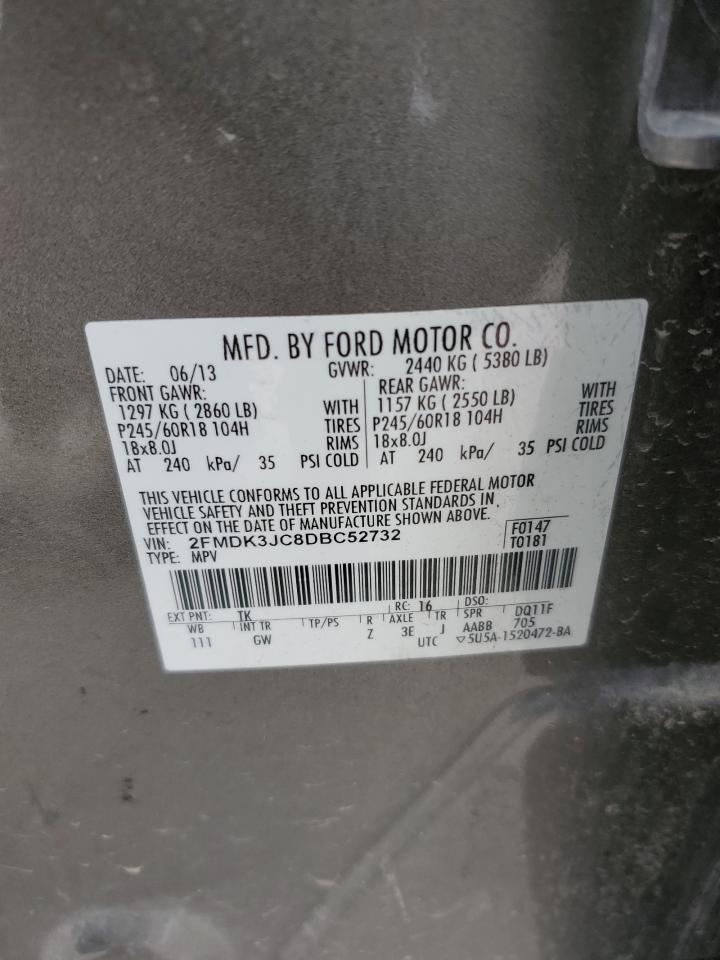 MFD. BY FORD MOTOR CO.
DATE: 06/13 GVWR: 2440 KG ( 5380 LB)
FRONT GAWR: REAR GAWR:
1297 KG ( 2860 LB) WITH 1157 KG ( 2550 LB) WITH
P245/60R18 104H TIRES P245/60R18 104H TIRES
18x8.0J RIMS 18x8.0J RIMS
AT 240 kPa/ 35 PSI COLD AT 240 kPa/ 35 PSI COLD
THIS VEHICLE CONFORMS TO ALL APPLICABLE FEDERAL MOTOR
VEHICLE SAFETY AND THEFT PREVENTION STANDARDS IN
EFFECT ON THE DATE OF MANUFACTURE SHOWN ABOVE.
VIN: 2FMDK3JC8DBC52732 F0147
TYPE: MPV T0181
EXT PNT: TK RC: 16 DSO:
WB INT TR TP/PS R AXLE TR SPR DQ11F
111 GW Z 3E J AABB 705
UTC ▽5U5A-1520472-BA